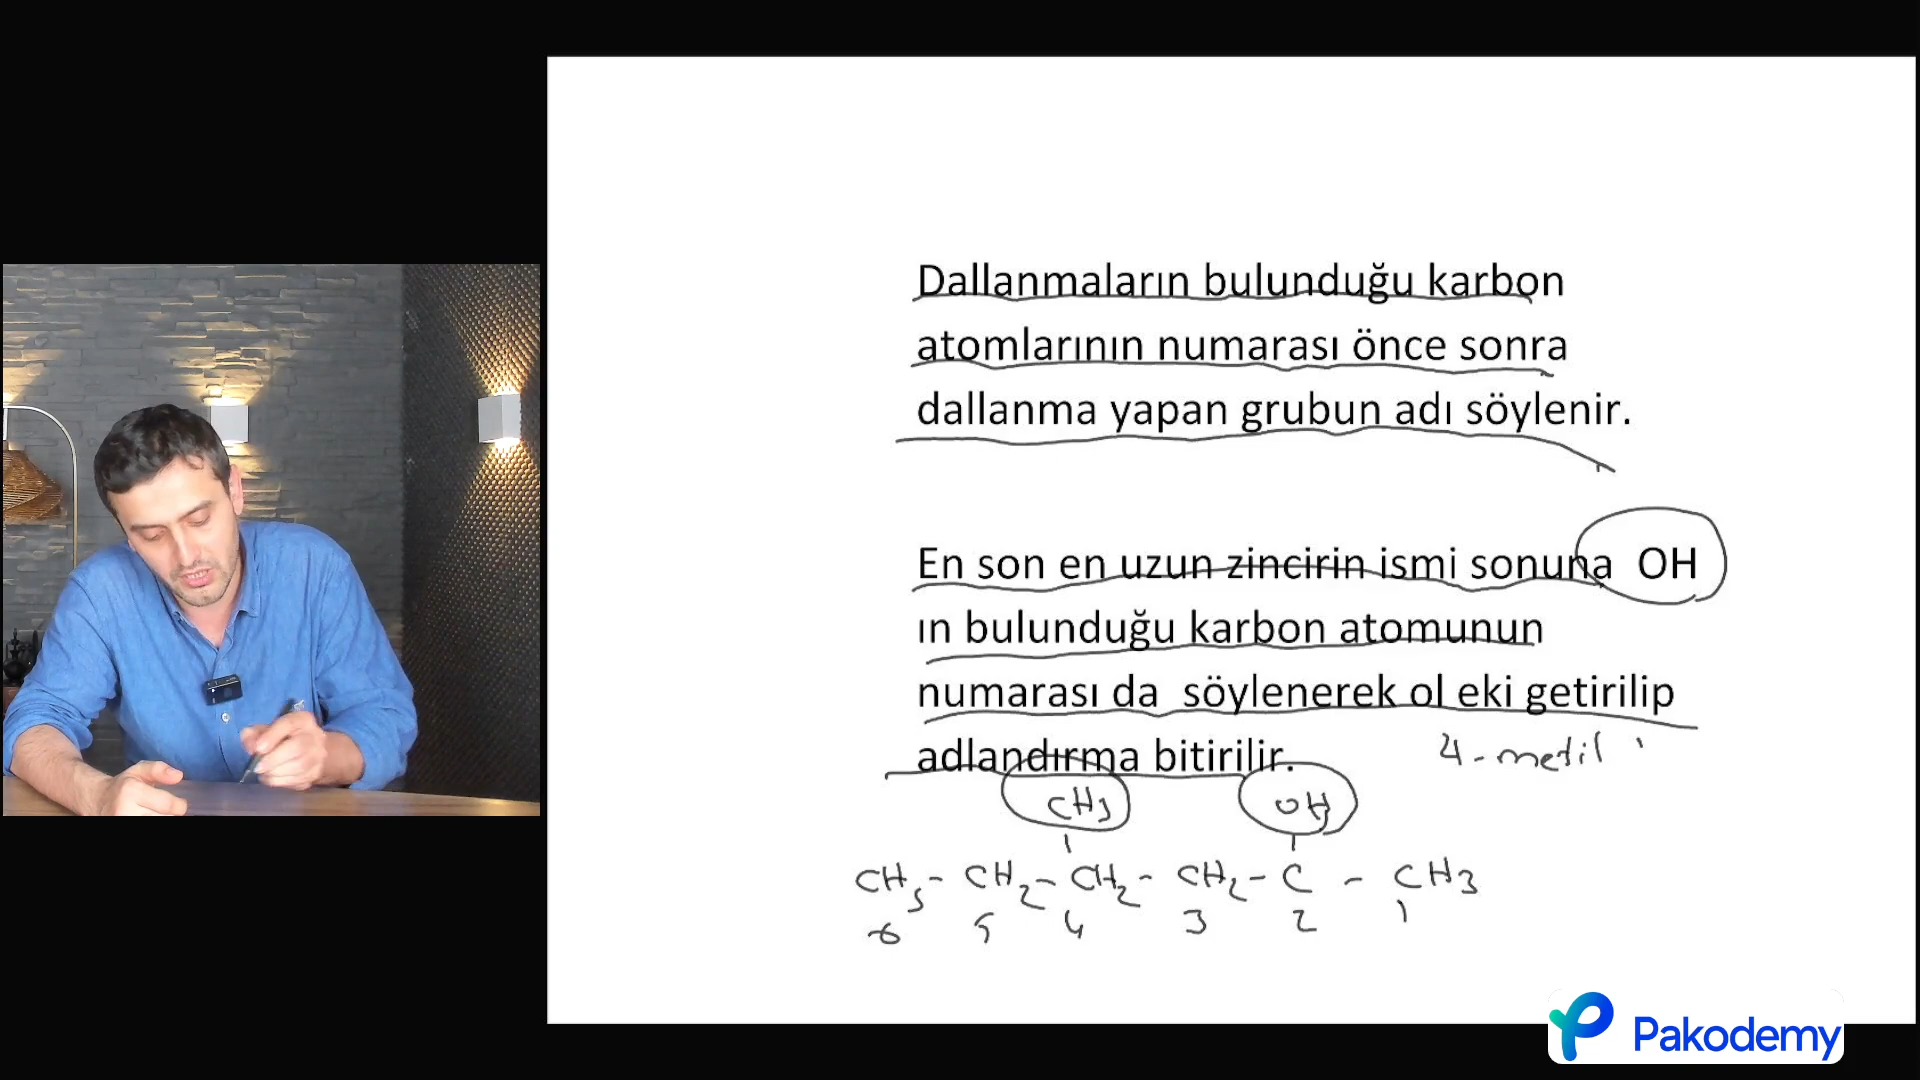 Dallanmaların bulunduğu karbon
atomlarının numarası önce sonra
dallanma yapan grubun adı söylenir.
En son en uzun zincirin ismi sonuna OH
ın bulunduğu karbon atomunun
numarası da söylenerek ol eki getirilip
adlandırma bitirilir.
4-metil
CH3 OH
CH3 - CH2 - CH2 - CH2 - C - CH3
6 5 4 3 2 1
Pakodemy